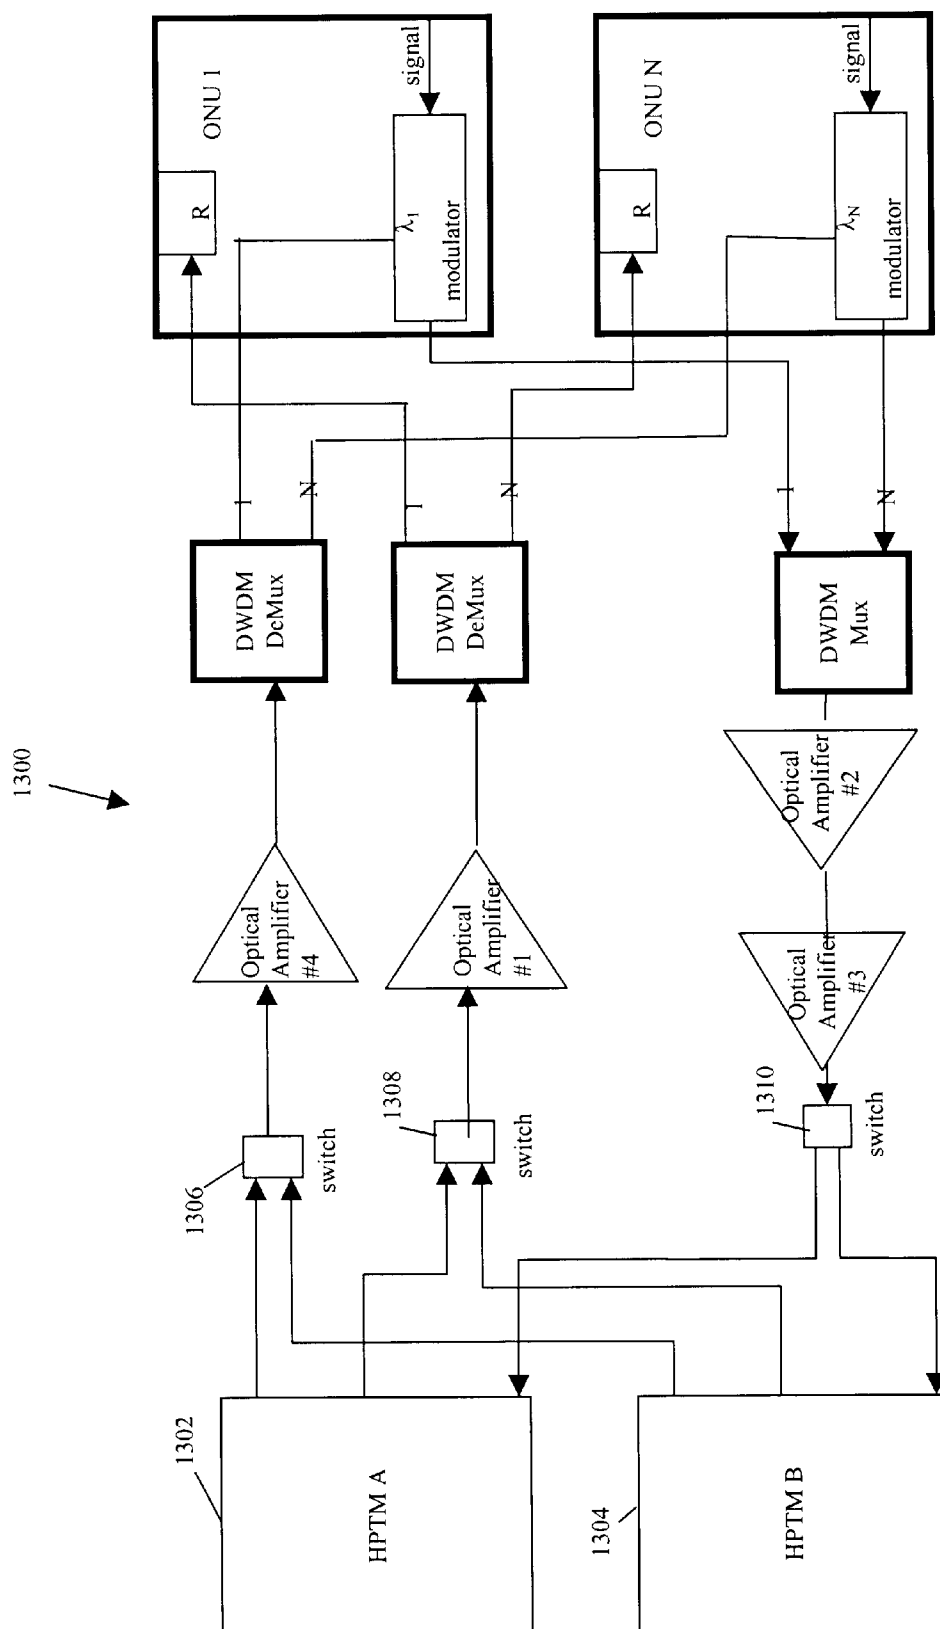 1300
ONU 1
R
signal
λ1
modulator
ONU N
R
signal
λN
modulator
1
N
1
N
1
N
DWDM
DeMux
DWDM
DeMux
DWDM
Mux
Optical
Amplifier
#4
Optical
Amplifier
#1
Optical
Amplifier
#2
Optical
Amplifier
#3
1306
switch
1308
switch
1310
switch
1302
HPTM A
1304
HPTM B